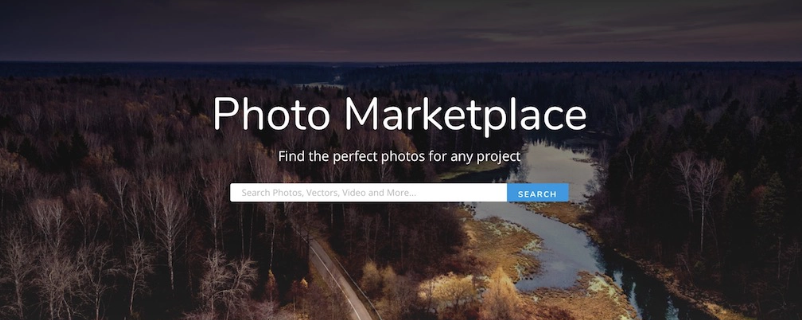 Photo Marketplace
Find the perfect photos for any project
Search Photos, Vectors, Video and More...
SEARCH